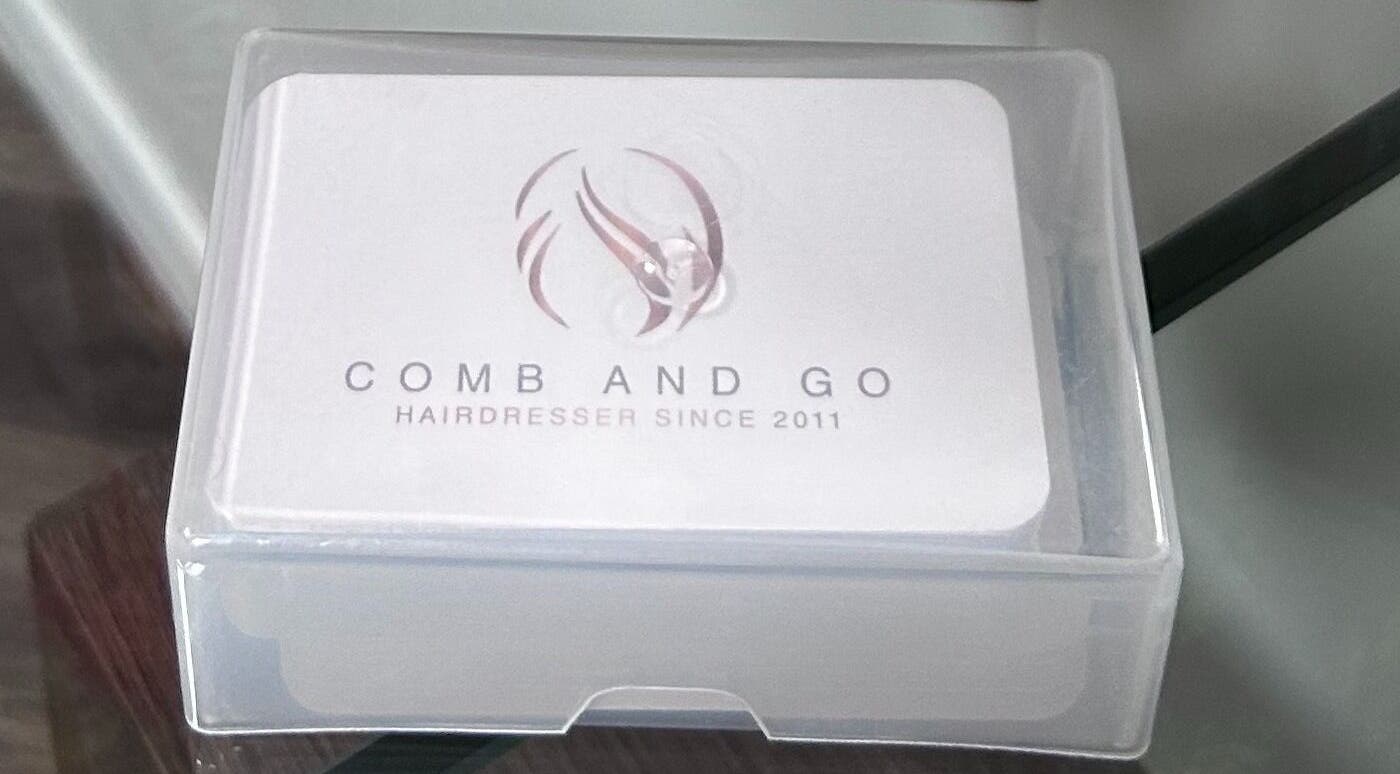 COMB AND GO
HAIRDRESSER SINCE 2011